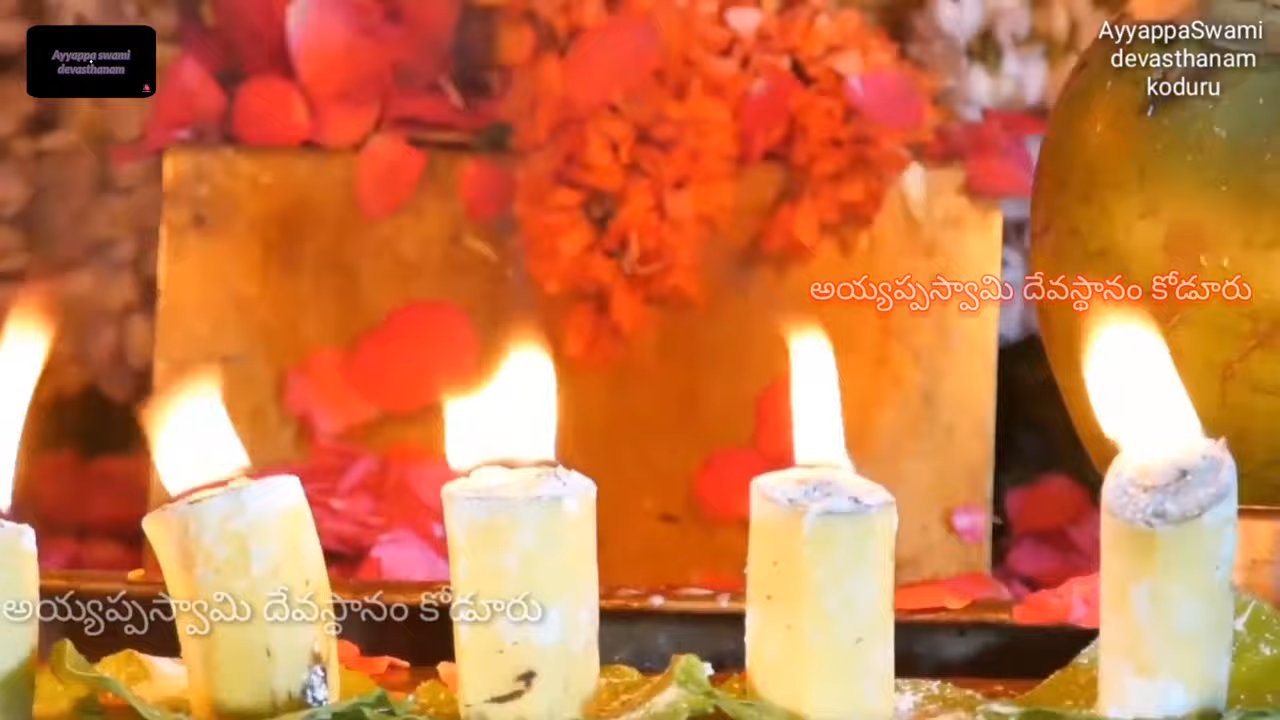 Ayyappa swami
devasthanam
AyyappaSwami
devasthanam
koduru
అయ్యప్పస్వామి దేవస్థానం కోడూరు
అయ్యప్పస్వామి దేవస్థానం కోడూరు